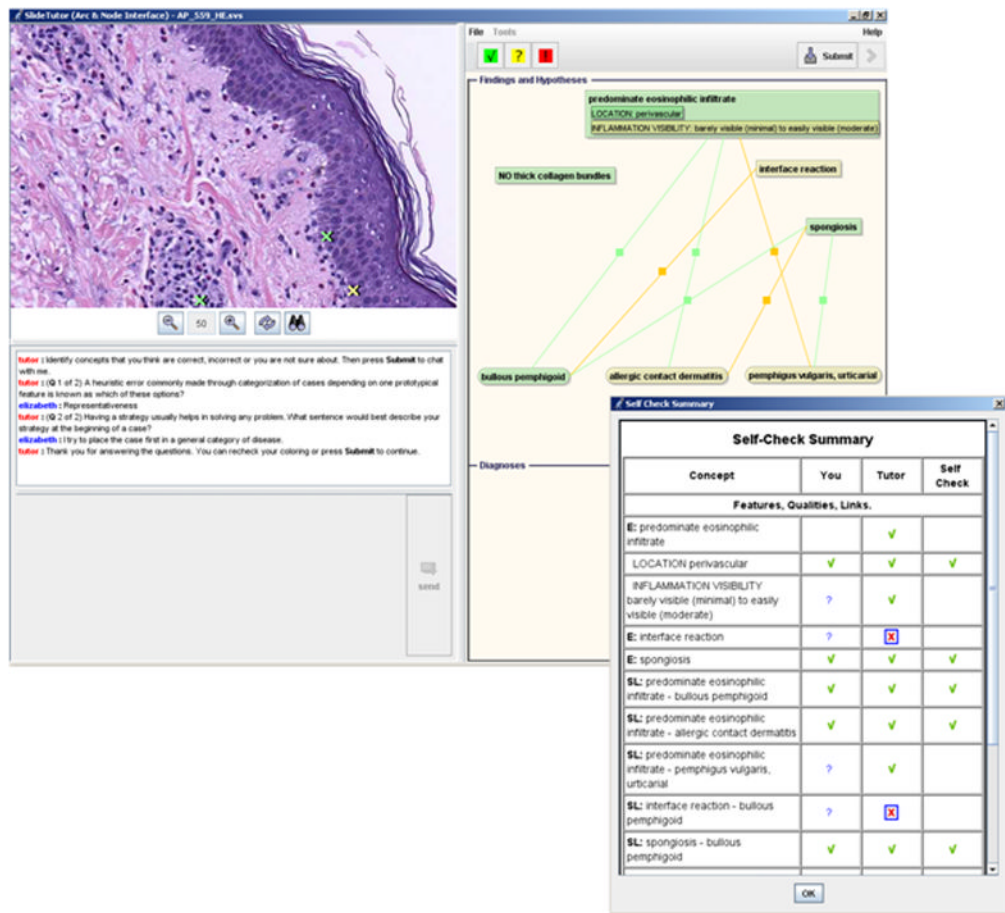 SlideTutor (Arc & Node Interface) - AP_559_HE.svs
50
tutor : Identify concepts that you think are correct, incorrect or you are not sure about. Then press Submit to chat
with me.
tutor : (Q 1 of 2) A heuristic error commonly made through categorization of cases depending on one prototypical
feature is known as which of these options?
elizabeth : Representativeness
tutor : (Q 2 of 2) Having a strategy usually helps in solving any problem. What sentence would best describe your
strategy at the beginning of a case?
elizabeth : I try to place the case first in a general category of disease.
tutor : Thank you for answering the questions. You can recheck your coloring or press Submit to continue.
send
File Tools Help
? ! Submit
Findings and Hypotheses
predominate eosinophilic infiltrate
LOCATION: perivascular
INFLAMMATION VISIBILITY: barely visible (minimal) to easily visible (moderate)
NO thick collagen bundles
interface reaction
spongiosis
bullous pemphigoid
allergic contact dermatitis
pemphigus vulgaris, urticarial
Diagnoses
Self Check Summary
Self-Check Summary
Concept You Tutor Self
Check
Features, Qualities, Links.
E: predominate eosinophilic
infiltrate √
LOCATION perivascular √ √ √
INFLAMMATION VISIBILITY
barely visible (minimal) to easily
visible (moderate) ? √
E: interface reaction ? X
E: spongiosis √ √ √
SL: predominate eosinophilic
infiltrate - bullous pemphigoid √ √ √
SL: predominate eosinophilic
infiltrate - allergic contact dermatitis √ √ √
SL: predominate eosinophilic
infiltrate - pemphigus vulgaris,
urticarial ? √
SL: interface reaction - bullous
pemphigoid ? X
SL: spongiosis - bullous
pemphigoid √ √ √
OK